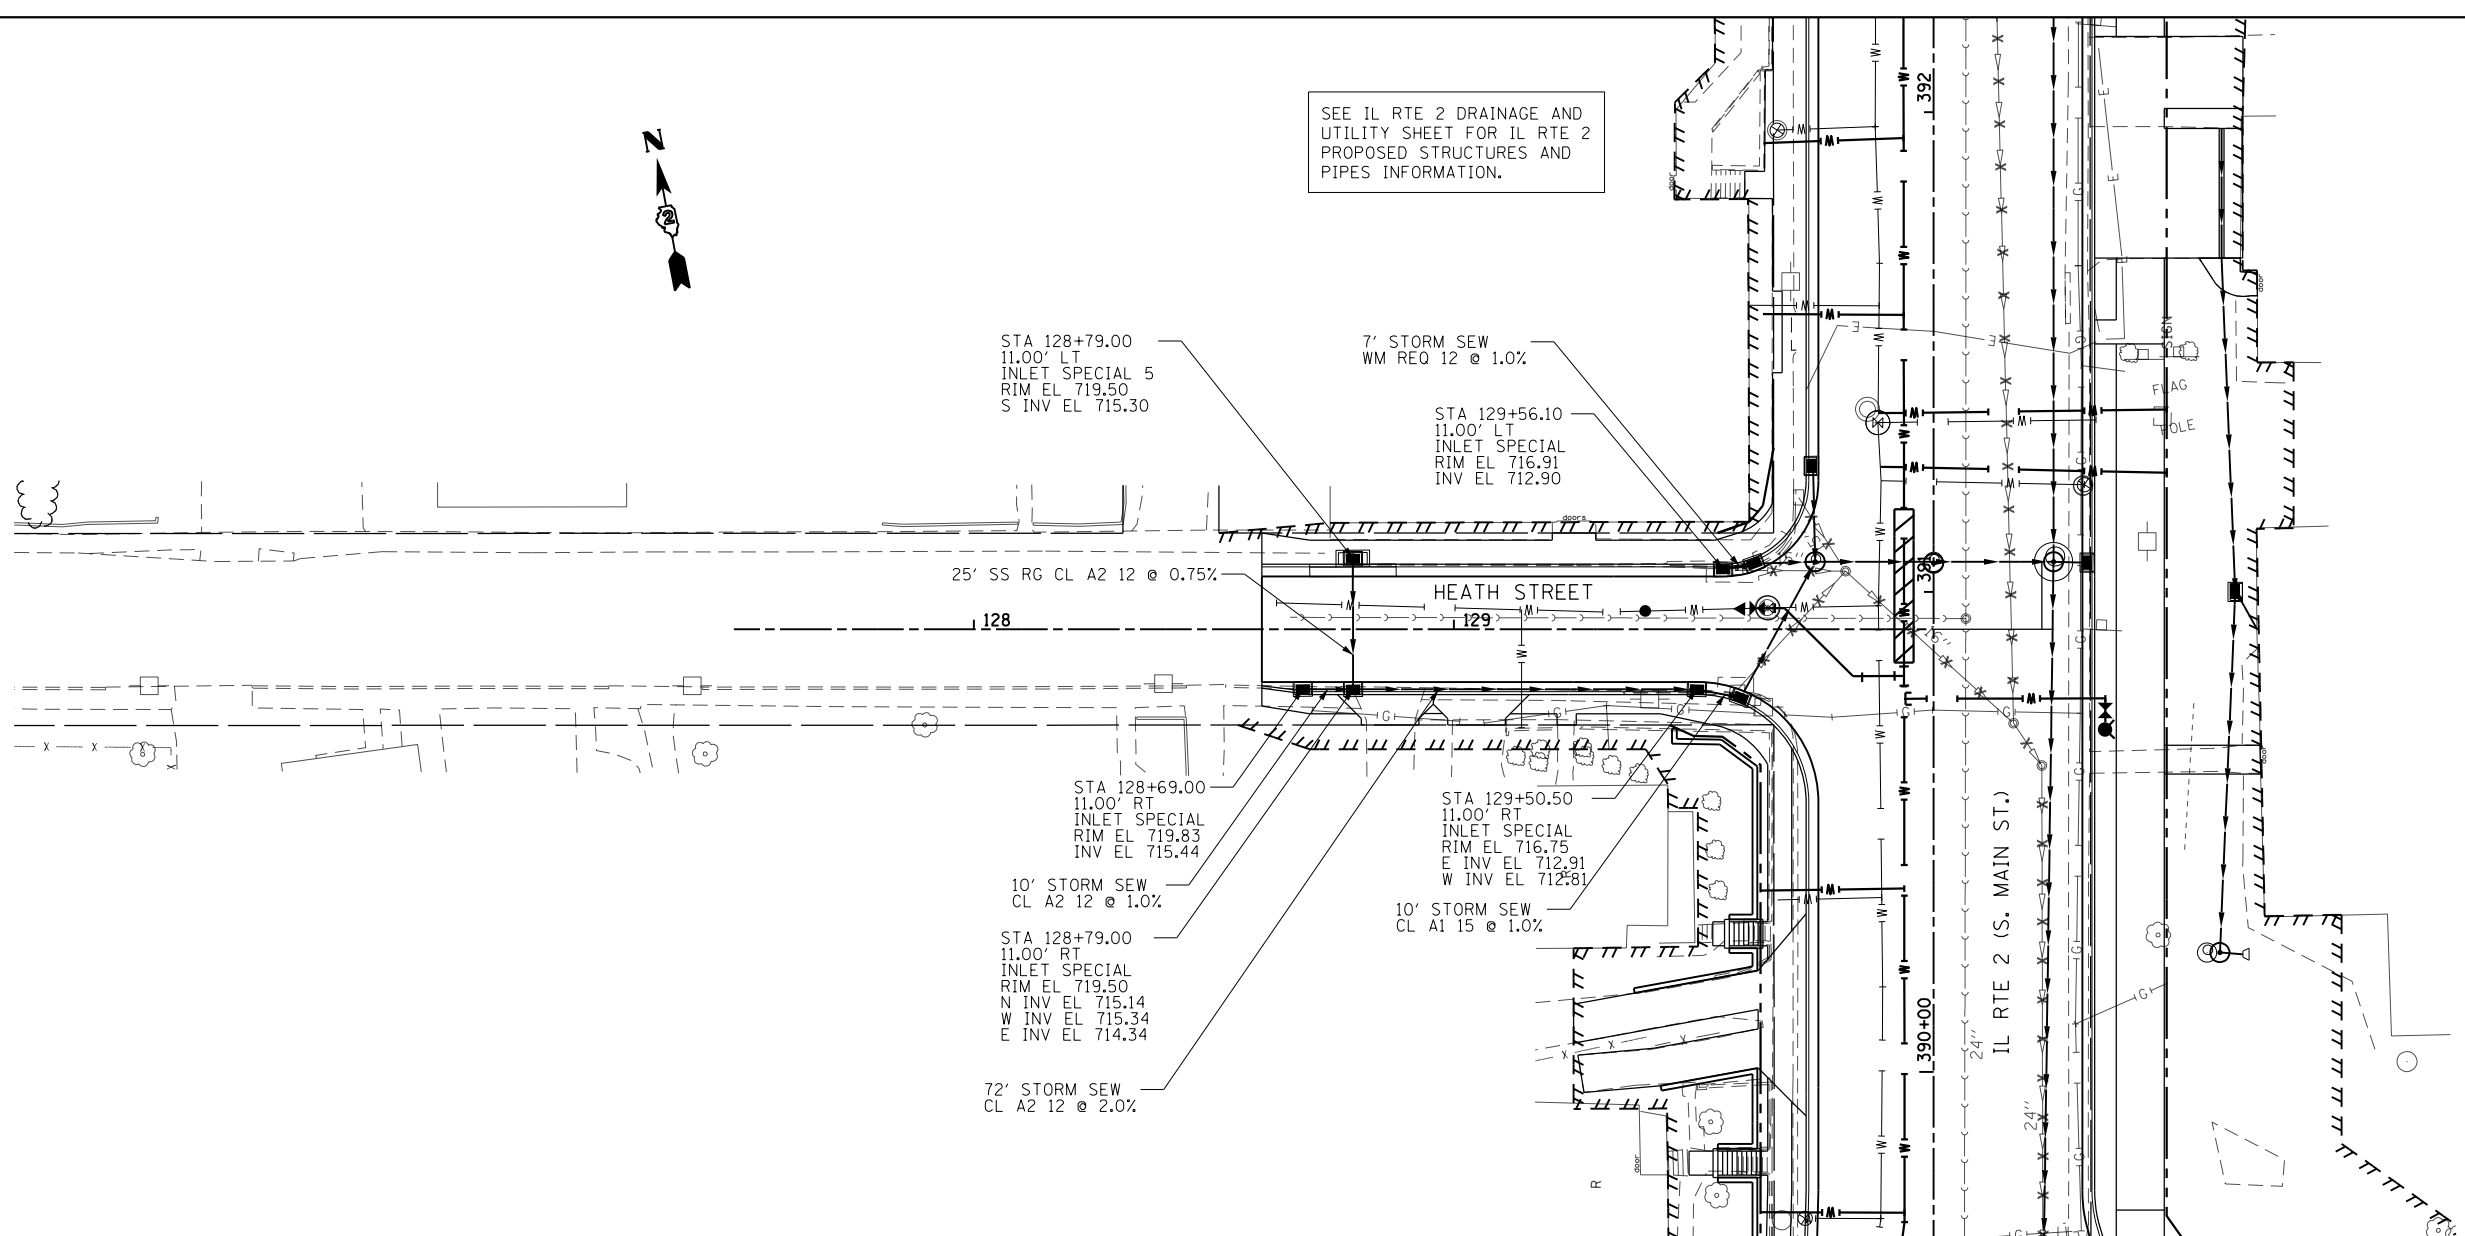 SEE IL RTE 2 DRAINAGE AND
UTILITY SHEET FOR IL RTE 2
PROPOSED STRUCTURES AND
PIPES INFORMATION.
N
2
392
door
STA 128+79.00
11.00' LT
INLET SPECIAL 5
RIM EL 719.50
S INV EL 715.30
7' STORM SEW
WM REQ 12 @ 1.0%
STA 129+56.10
11.00' LT
INLET SPECIAL
RIM EL 716.91
INV EL 712.90
door
SIGN
FLAG
POLE
doors
25' SS RG CL A2 12 @ 0.75%
HEATH STREET
391
128
129
16"
STA 128+69.00
11.00' RT
INLET SPECIAL
RIM EL 719.83
INV EL 715.44
10' STORM SEW
CL A2 12 @ 1.0%
STA 128+79.00
11.00' RT
INLET SPECIAL
RIM EL 719.50
N INV EL 715.14
W INV EL 715.34
E INV EL 714.34
72' STORM SEW
CL A2 12 @ 2.0%
STA 129+50.50
11.00' RT
INLET SPECIAL
RIM EL 716.75
E INV EL 712.91
W INV EL 712.81
R
10' STORM SEW
CL A1 15 @ 1.0%
door
IL RTE 2 (S. MAIN ST.)
390+00
24"
24"
door
R
W
E
G
X